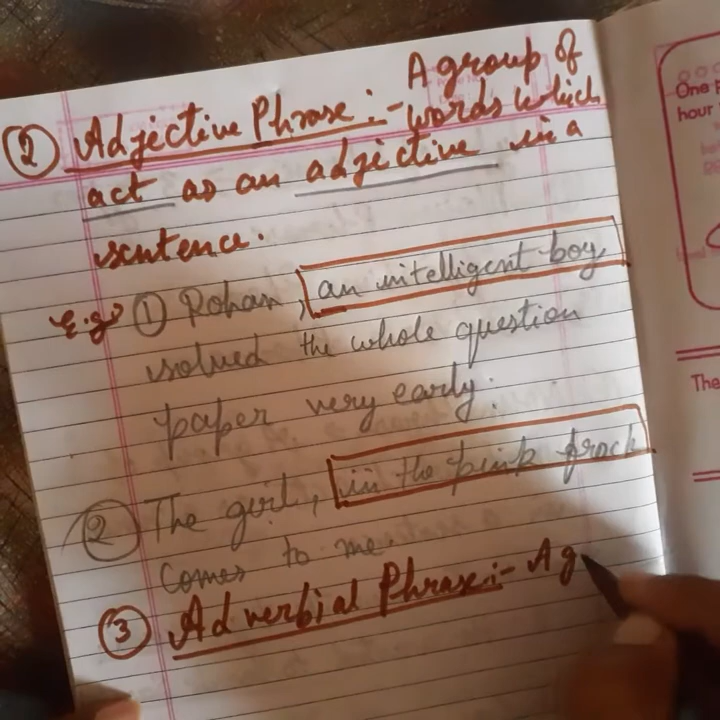 A group of
② Adjective Phrase :- words which
act as an adjective in a
sentence.
E.g ① Rohan, an intelligent boy,
solved the whole question
paper very early.
② The girl, in the pink frock
comes to me
③ Adverbial Phrase :- A g
One
hour
The